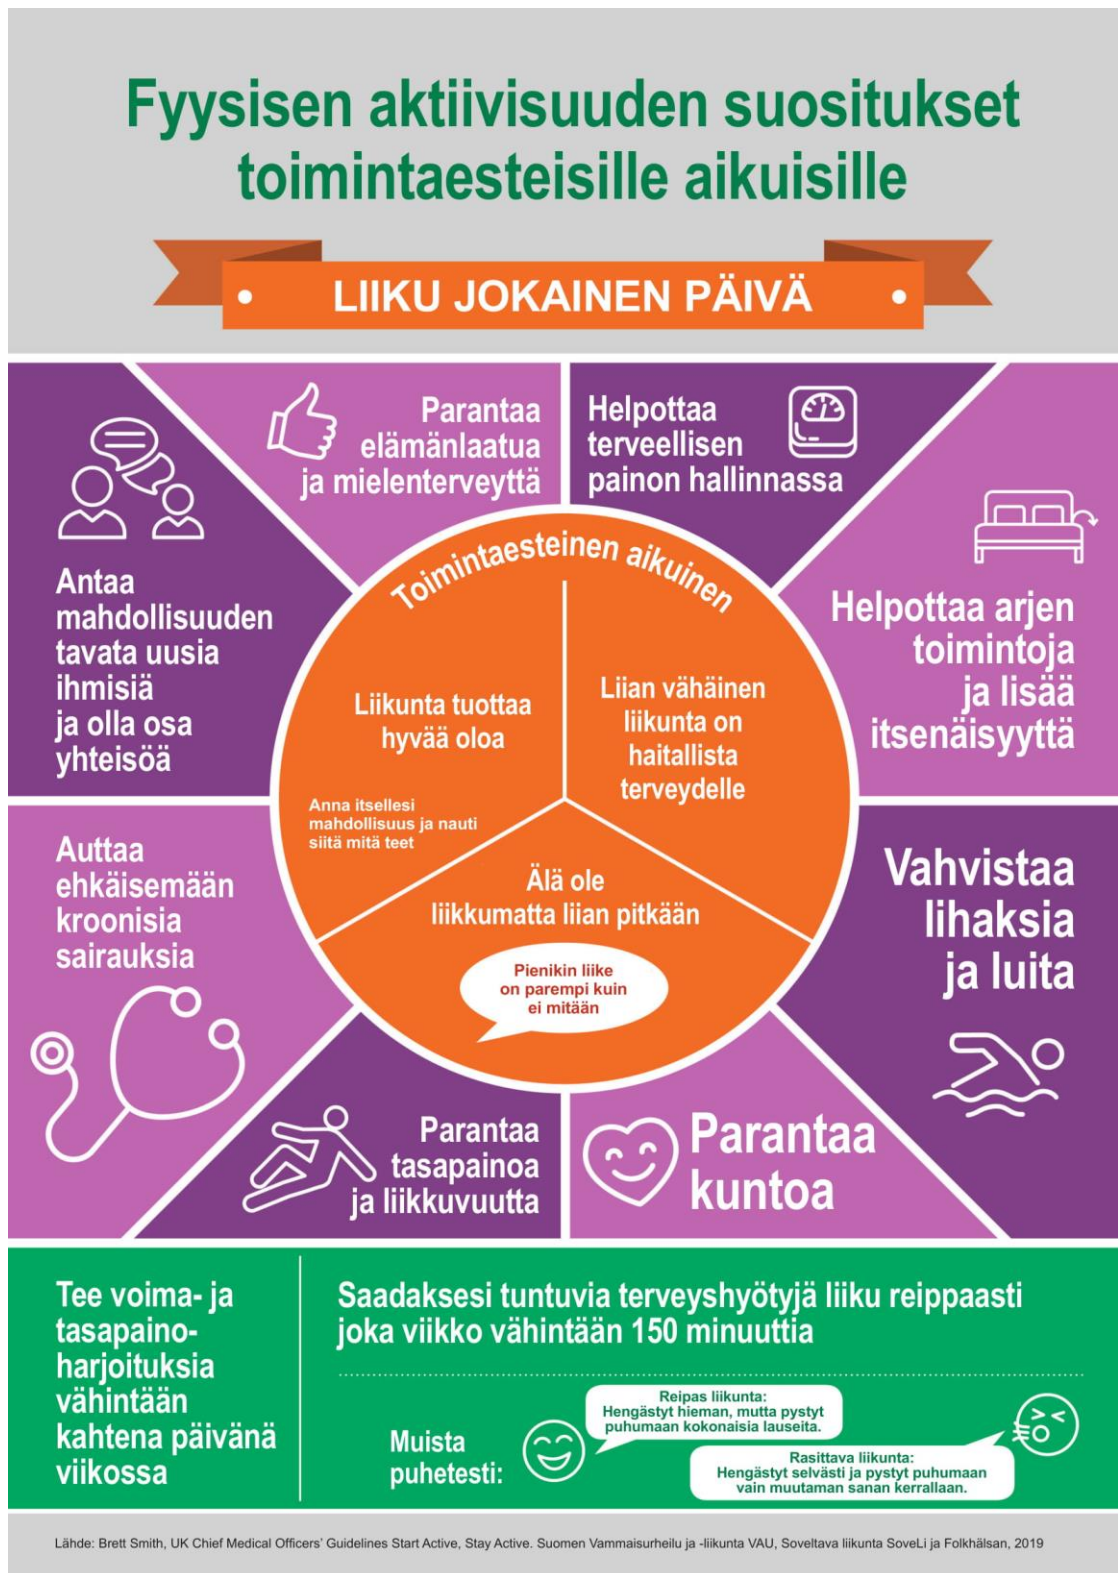 Fyysisen aktiivisuuden suositukset
toimintaesteisille aikuisille
LIIKU JOKAINEN PÄIVÄ
Parantaa
elämänlaatua
ja mielenterveyttä
Helpottaa
terveellisen
painon hallinnassa
Antaa
mahdollisuuden
tavata uusia
ihmisiä
ja olla osa
yhteisöä
Helpottaa arjen
toimintoja
ja lisää
itsenäisyyttä
Toimintaesteinen aikuinen
Liikunta tuottaa
hyvää oloa
Anna itsellesi
mahdollisuus ja nauti
siitä mitä teet
Liian vähäinen
liikunta on
haitallista
terveydelle
Älä ole
liikkumatta liian pitkään
Pienikin liike
on parempi kuin
ei mitään
Auttaa
ehkäisemään
kroonisia
sairauksia
Vahvistaa
lihaksia
ja luita
Parantaa
tasapainoa
ja liikkuvuutta
Parantaa
kuntoa
Tee voima- ja
tasapaino-
harjoituksia
vähintään
kahtena päivänä
viikossa
Saadaksesi tuntuvia terveyshyötyjä liiku reippaasti
joka viikko vähintään 150 minuuttia
Muista
puhetesti:
Reipas liikunta:
Hengästyt hieman, mutta pystyt
puhumaan kokonaisia lauseita.
Rasittava liikunta:
Hengästyt selvästi ja pystyt puhumaan
vain muutaman sanan kerrallaan.
Lähde: Brett Smith, UK Chief Medical Officers' Guidelines Start Active, Stay Active. Suomen Vammaisurheilu ja -liikunta VAU, Soveltava liikunta SoveLi ja Folkhälsan, 2019